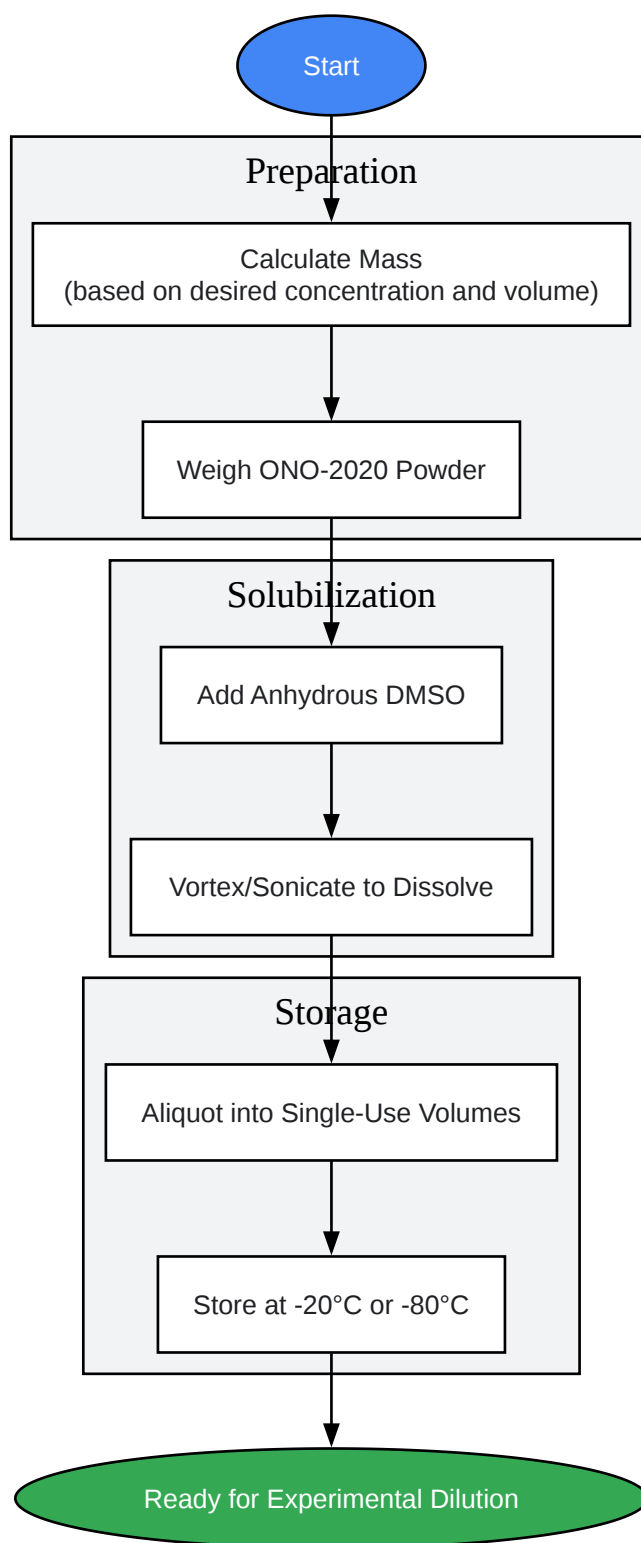 Start
Preparation
Calculate Mass
(based on desired concentration and volume)
Weigh ONO-2020 Powder
Solubilization
Add Anhydrous DMSO
Vortex/Sonicate to Dissolve
Storage
Aliquot into Single-Use Volumes
Store at -20°C or -80°C
Ready for Experimental Dilution